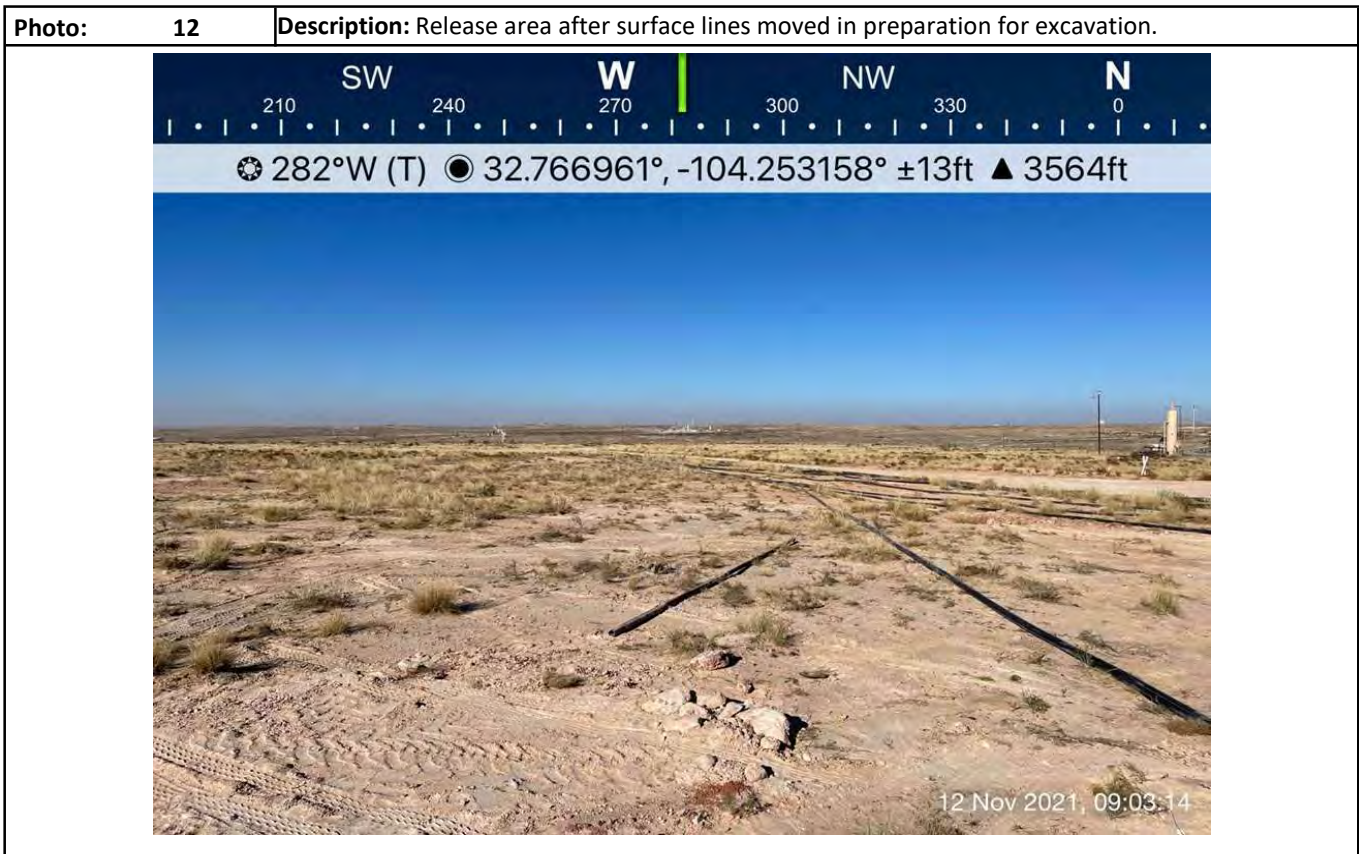 Photo: 12 Description: Release area after surface lines moved in preparation for excavation.
SW W NW N
210 240 270 300 330 0
282°W (T) 32.766961°, -104.253158° ±13ft ▲ 3564ft
12 Nov 2021, 09:03:14